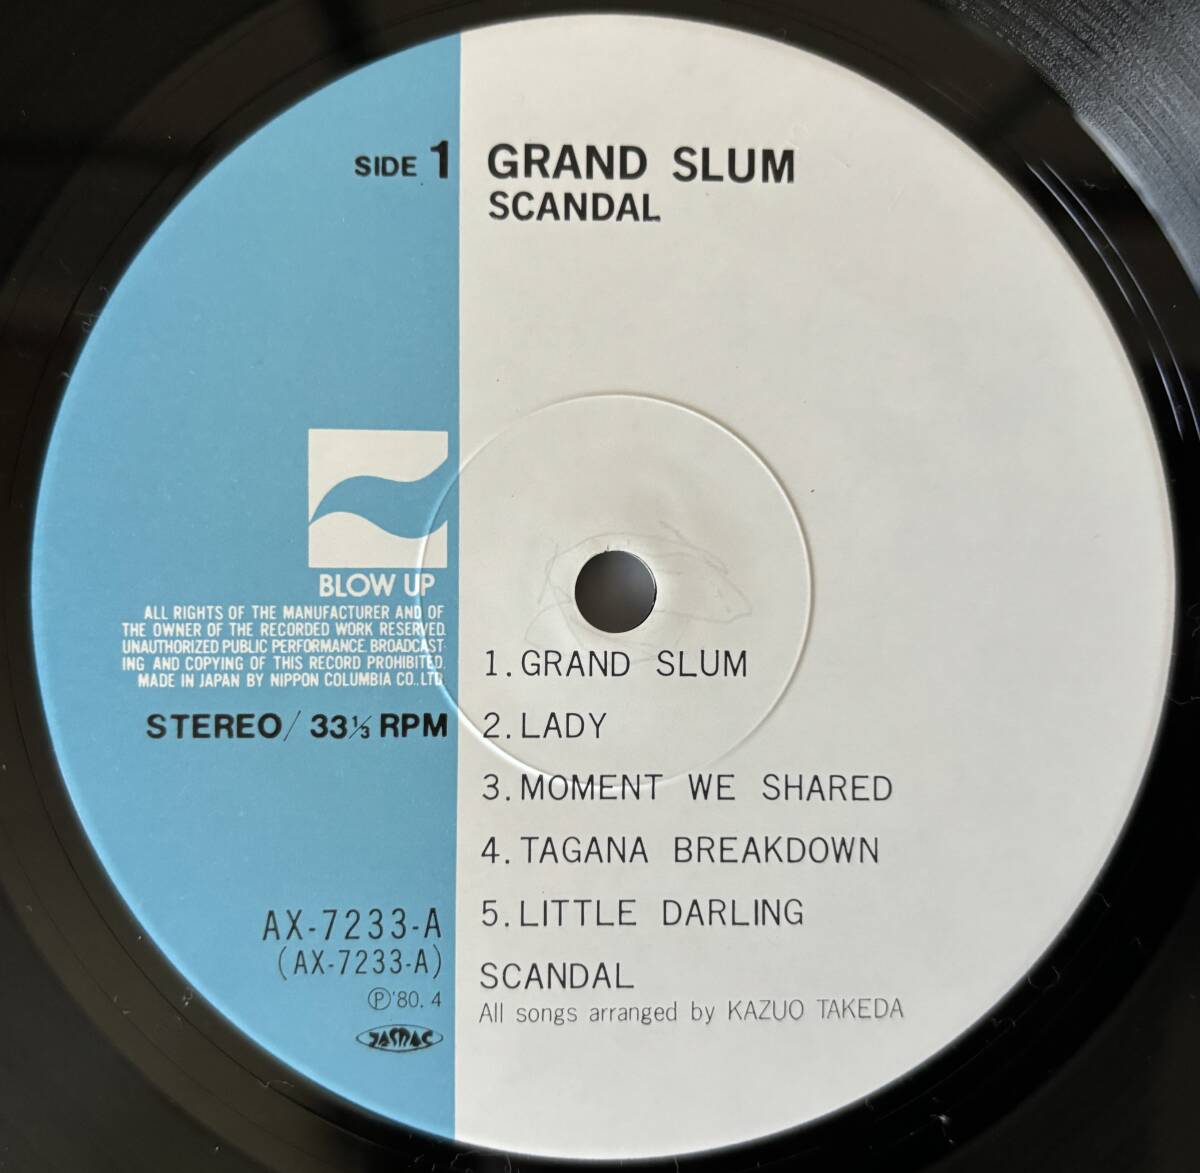 SIDE 1
GRAND SLUM
SCANDAL
BLOW UP
ALL RIGHTS OF THE MANUFACTURER AND OF
THE OWNER OF THE RECORDED WORK RESERVED.
UNAUTHORIZED PUBLIC PERFORMANCE. BROADCAST
ING AND COPYING OF THIS RECORD PROHIBITED.
MADE IN JAPAN BY NIPPON COLUMBIA CO., LTD.
STEREO/ 33⅓ RPM
1. GRAND SLUM
2. LADY
3. MOMENT WE SHARED
4. TAGANA BREAKDOWN
5. LITTLE DARLING
SCANDAL
All songs arranged by KAZUO TAKEDA
AX-7233-A
(AX-7233-A)
Ⓟ'80. 4
JASRAC